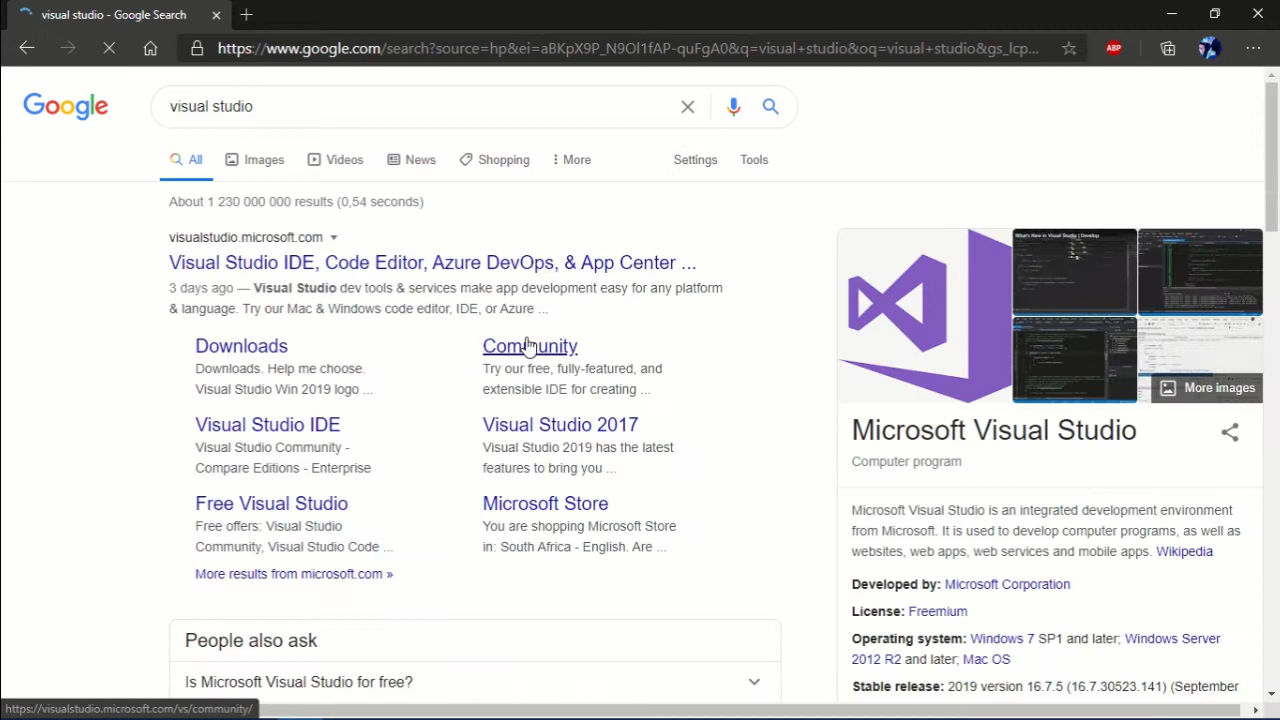 visual studio - Google Search
https://www.google.com/search?source=hp&ei=aBKpX9P_N9Ol1fAP-quFgA0&q=visual+studio&oq=visual+studio&gs_lcp...
ABP
Google
visual studio
All Images Videos News Shopping More Settings Tools
About 1 230 000 000 results (0,54 seconds)
visualstudio.microsoft.com
Visual Studio IDE, Code Editor, Azure DevOps, & App Center ...
3 days ago — Visual Studio dev tools & services make app development easy for any platform
& language. Try our Mac & Windows code editor, IDE, or Azure ...
Downloads
Downloads. Help me choose.
Visual Studio Win 2019 logo...
Community
Try our free, fully-featured, and
extensible IDE for creating ...
Visual Studio IDE
Visual Studio Community -
Compare Editions - Enterprise
Visual Studio 2017
Visual Studio 2019 has the latest
features to bring you ...
Free Visual Studio
Free offers: Visual Studio
Community, Visual Studio Code ...
Microsoft Store
You are shopping Microsoft Store
in: South Africa - English. Are ...
More results from microsoft.com »
People also ask
Is Microsoft Visual Studio for free?
What's New in Visual Studio | Develop
More images
Microsoft Visual Studio
Computer program
Microsoft Visual Studio is an integrated development environment
from Microsoft. It is used to develop computer programs, as well as
websites, web apps, web services and mobile apps. Wikipedia
Developed by: Microsoft Corporation
License: Freemium
Operating system: Windows 7 SP1 and later; Windows Server
2012 R2 and later; Mac OS
Stable release: 2019 version 16.7.5 (16.7.30523.141) (September
https://visualstudio.microsoft.com/vs/community/